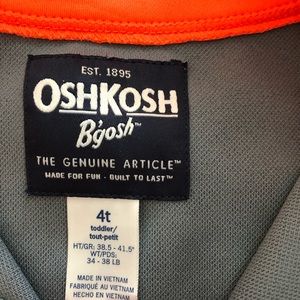 EST. 1895
OSHKOSH
B'gosh™
THE GENUINE ARTICLE™
MADE FOR FUN · BUILT TO LAST™
4t
toddler/
tout-petit
HT/GR: 38.5 - 41.5"
WT/PDS:
34 - 38 LB
MADE IN VIETNAM
FABRIQUÉ AU VIETNAM
HECHO EN VIETNAM